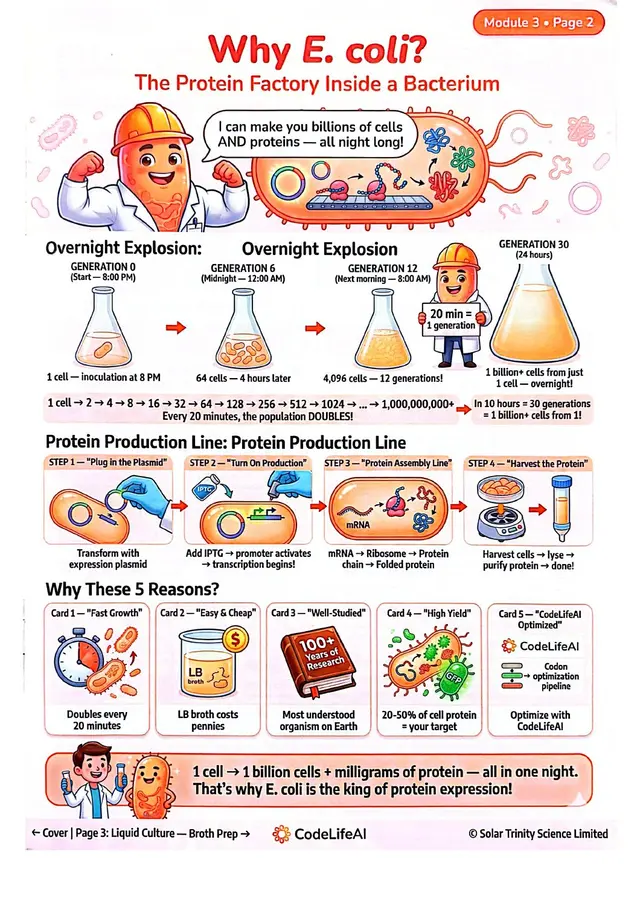 Module 3 • Page 2
Why E. coli?
The Protein Factory Inside a Bacterium
I can make you billions of cells
AND proteins — all night long!
Overnight Explosion:
Overnight Explosion
GENERATION 0
(Start — 8:00 PM)
GENERATION 6
(Midnight — 12:00 AM)
GENERATION 12
(Next morning — 8:00 AM)
GENERATION 30
(24 hours)
20 min =
1 generation
1 cell — inoculation at 8 PM
64 cells — 4 hours later
4,096 cells — 12 generations!
1 billion+ cells from just
1 cell — overnight!
1 cell → 2 → 4 → 8 → 16 → 32 → 64 → 128 → 256 → 512 → 1024 → ... → 1,000,000,000+
Every 20 minutes, the population DOUBLES!
In 10 hours = 30 generations
= 1 billion+ cells from 1!
Protein Production Line: Protein Production Line
STEP 1 — "Plug in the Plasmid"
Transform with
expression plasmid
STEP 2 — "Turn On Production"
IPTG
Add IPTG → promoter activates
→ transcription begins!
STEP 3 — "Protein Assembly Line"
mRNA
mRNA → Ribosome → Protein
chain → Folded protein
STEP 4 — "Harvest the Protein"
Harvest cells → lyse →
purify protein → done!
Why These 5 Reasons?
Card 1 — "Fast Growth"
Doubles every
20 minutes
Card 2 — "Easy & Cheap"
$
LB
broth
LB broth costs
pennies
Card 3 — "Well-Studied"
100+
Years of
Research
Most understood
organism on Earth
Card 4 — "High Yield"
GFP
20-50% of cell protein
= your target
Card 5 — "CodeLifeAI
Optimized"
CodeLifeAI
Codon
optimization
pipeline
Optimize with
CodeLifeAI
1 cell → 1 billion cells + milligrams of protein — all in one night.
That's why E. coli is the king of protein expression!
← Cover | Page 3: Liquid Culture — Broth Prep →
CodeLifeAI
© Solar Trinity Science Limited